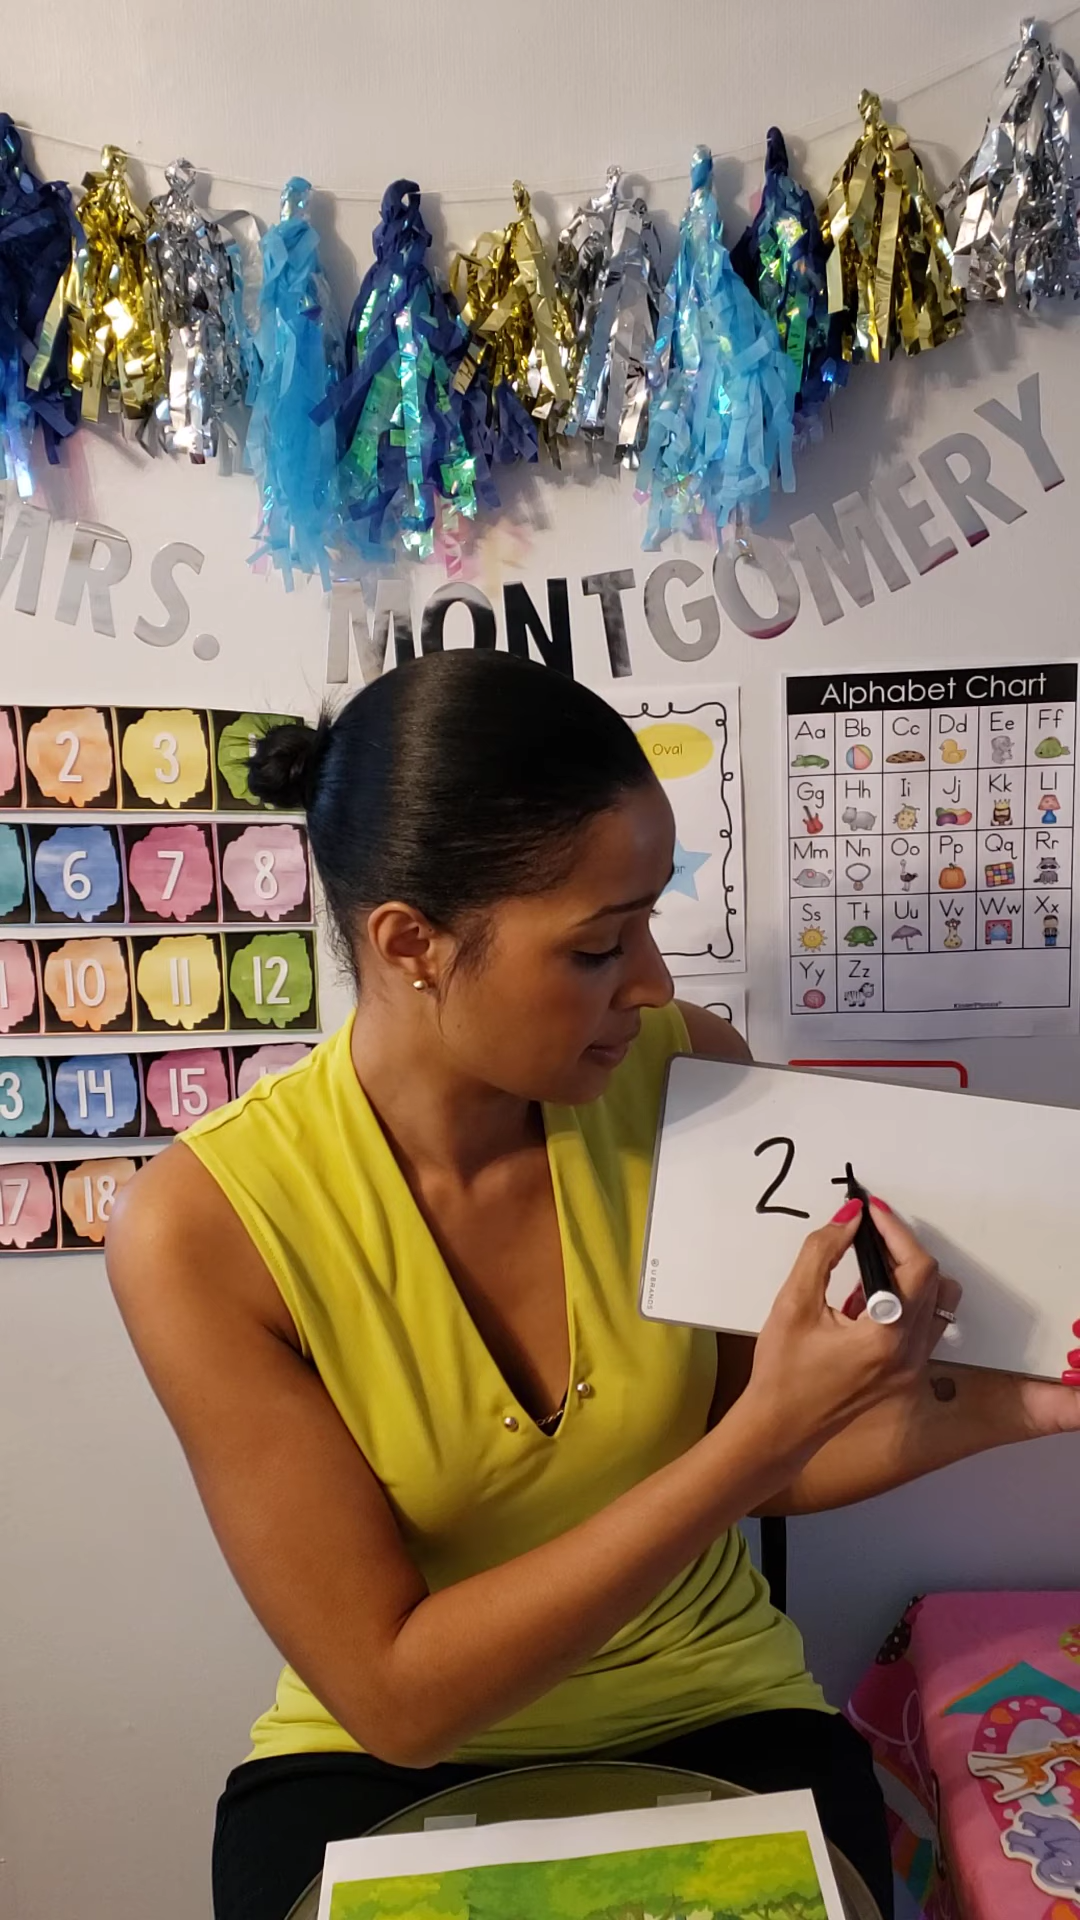 MRS. MONTGOMERY
2 3
6 7 8
10 11 12
14 15
17 18
Oval
Alphabet Chart
Aa Bb Cc Dd Ee Ff
Gg Hh Ii Jj Kk Ll
Mm Nn Oo Pp Qq Rr
Ss Tt Uu Vv Ww Xx
Yy Zz
2 +
U BRANDS